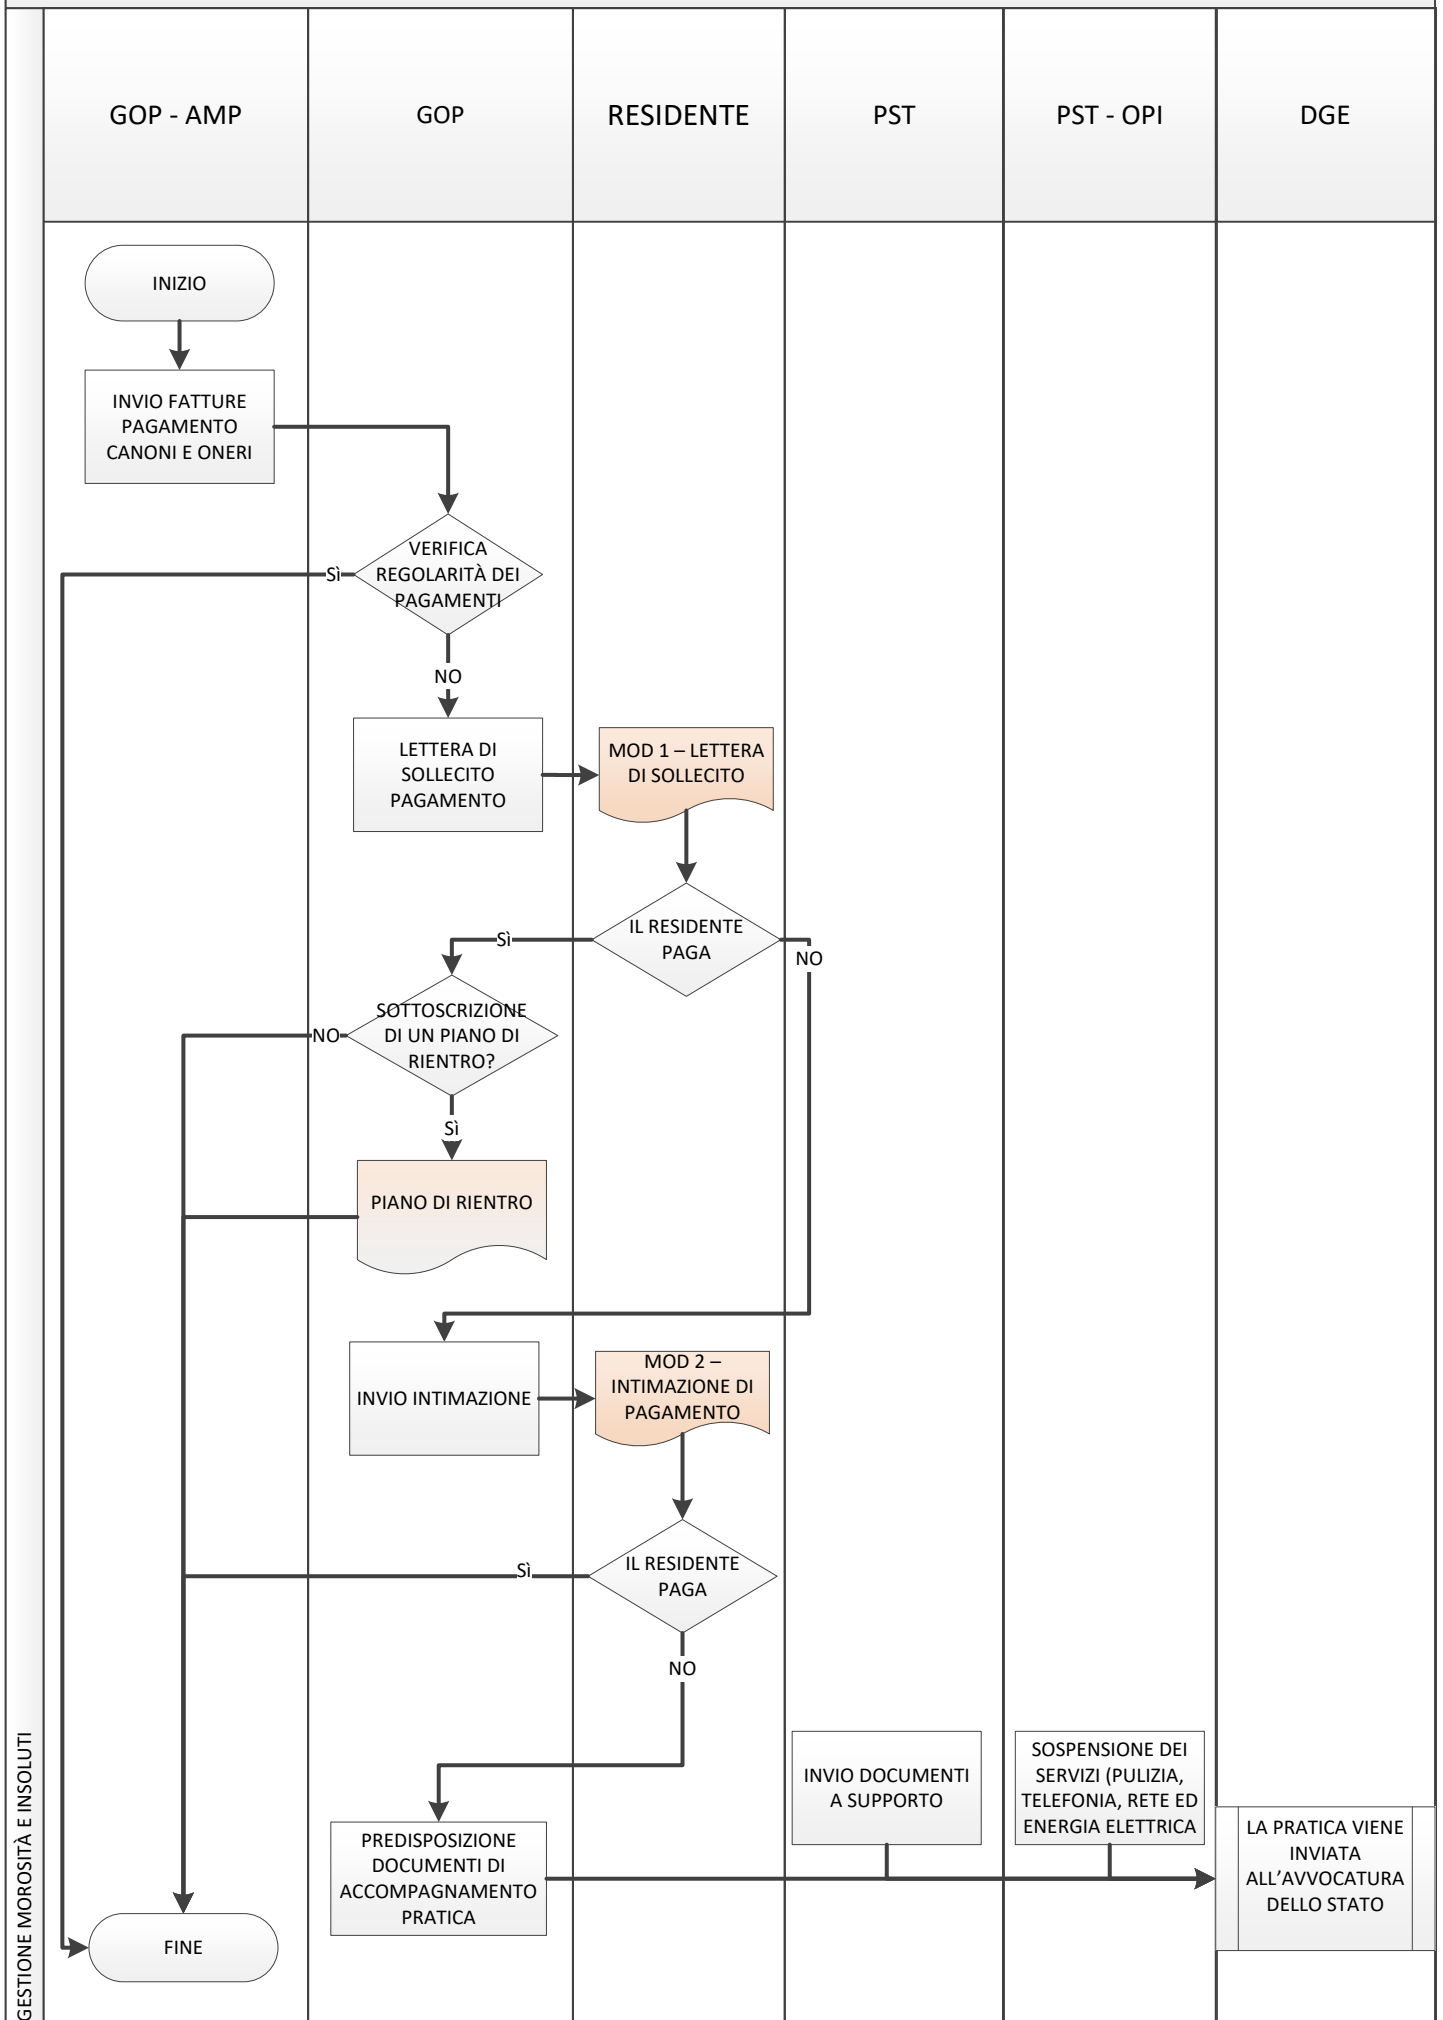 GOP - AMP
GOP
RESIDENTE
PST
PST - OPI
DGE
INIZIO
INVIO FATTURE
PAGAMENTO
CANONI E ONERI
VERIFICA
REGOLARITÀ DEI
PAGAMENTI
Sì
NO
LETTERA DI
SOLLECITO
PAGAMENTO
MOD 1 – LETTERA
DI SOLLECITO
IL RESIDENTE
PAGA
Sì
NO
SOTTOSCRIZIONE
DI UN PIANO DI
RIENTRO?
NO
Sì
PIANO DI RIENTRO
INVIO INTIMAZIONE
MOD 2 –
INTIMAZIONE DI
PAGAMENTO
IL RESIDENTE
PAGA
Sì
NO
PREDISPOSIZIONE
DOCUMENTI DI
ACCOMPAGNAMENTO
PRATICA
INVIO DOCUMENTI
A SUPPORTO
SOSPENSIONE DEI
SERVIZI (PULIZIA,
TELEFONIA, RETE ED
ENERGIA ELETTRICA
LA PRATICA VIENE
INVIATA
ALL’AVVOCATURA
DELLO STATO
FINE
GESTIONE MOROSITÀ E INSOLUTI